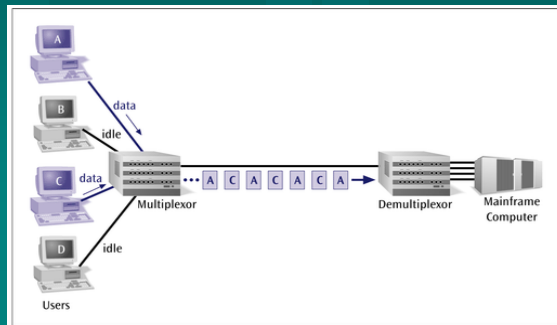 A
data
B
idle
C
data
A C A C A C A
Multiplexor
Demultiplexor
Mainframe
Computer
D
idle
Users